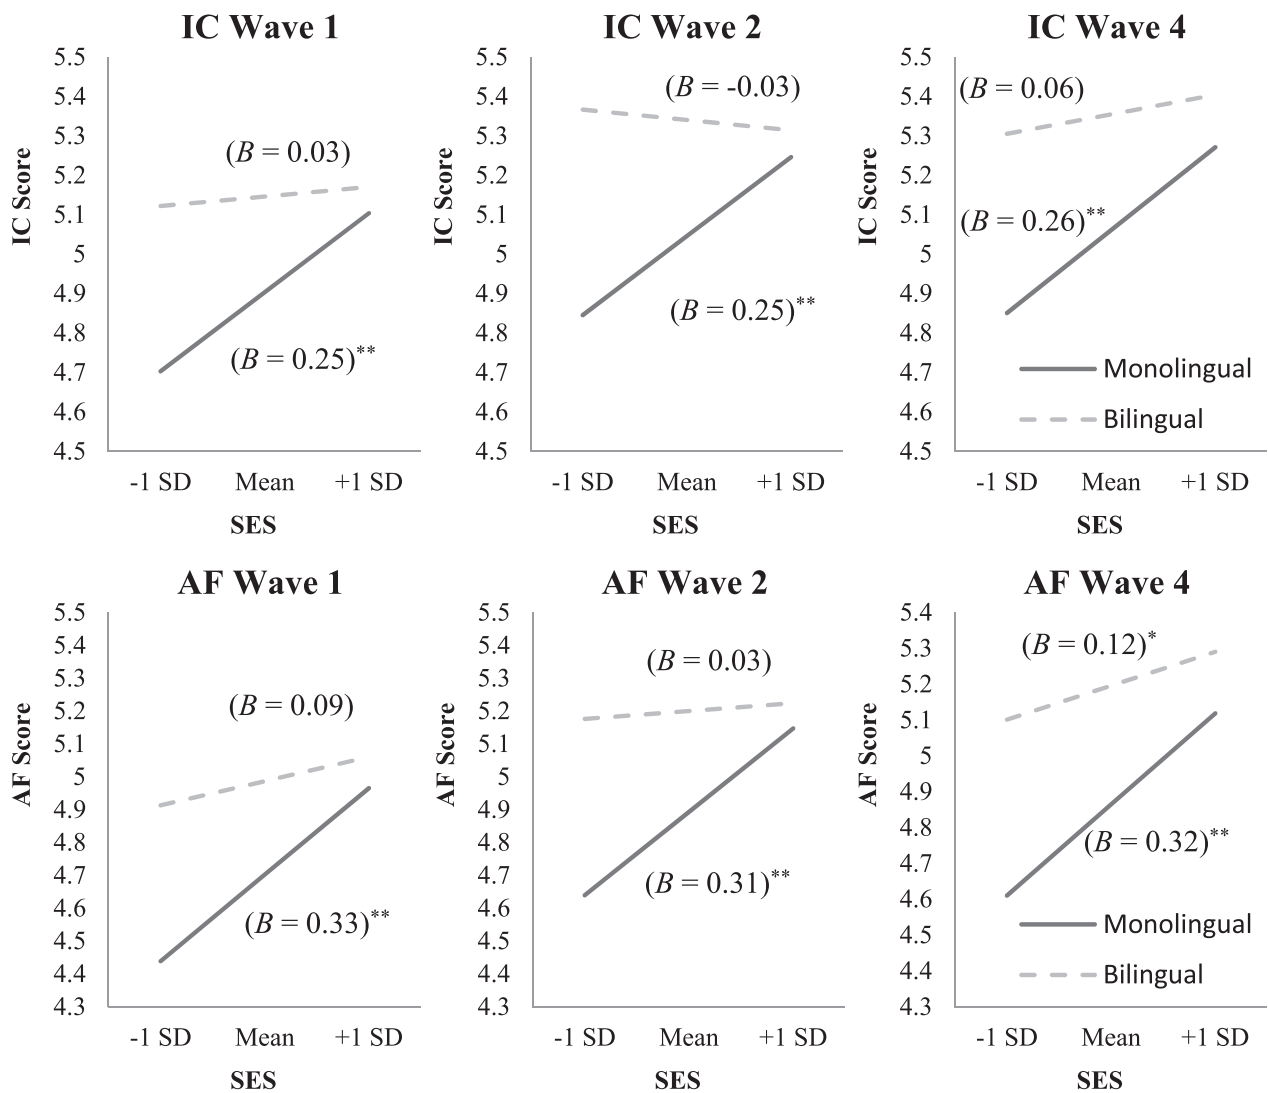 IC Wave 1
5.5
5.4
5.3
5.2
5.1
5
4.9
4.8
4.7
4.6
4.5
IC Score
(B = 0.03)
(B = 0.25)**
-1 SD Mean +1 SD
SES
IC Wave 2
5.5
5.4
5.3
5.2
5.1
5
4.9
4.8
4.7
4.6
4.5
IC Score
(B = -0.03)
(B = 0.25)**
-1 SD Mean +1 SD
SES
IC Wave 4
5.5
5.4
5.3
5.2
5.1
5
4.9
4.8
4.7
4.6
4.5
IC Score
(B = 0.06)
(B = 0.26)**
Monolingual
Bilingual
-1 SD Mean +1 SD
SES
AF Wave 1
5.5
5.4
5.3
5.2
5.1
5
4.9
4.8
4.7
4.6
4.5
4.4
4.3
AF Score
(B = 0.09)
(B = 0.33)**
-1 SD Mean +1 SD
SES
AF Wave 2
5.5
5.4
5.3
5.2
5.1
5
4.9
4.8
4.7
4.6
4.5
4.4
4.3
AF Score
(B = 0.03)
(B = 0.31)**
-1 SD Mean +1 SD
SES
AF Wave 4
5.4
5.3
5.2
5.1
5
4.9
4.8
4.7
4.6
4.5
4.4
4.3
AF Score
(B = 0.12)*
(B = 0.32)**
Monolingual
Bilingual
-1 SD Mean +1 SD
SES